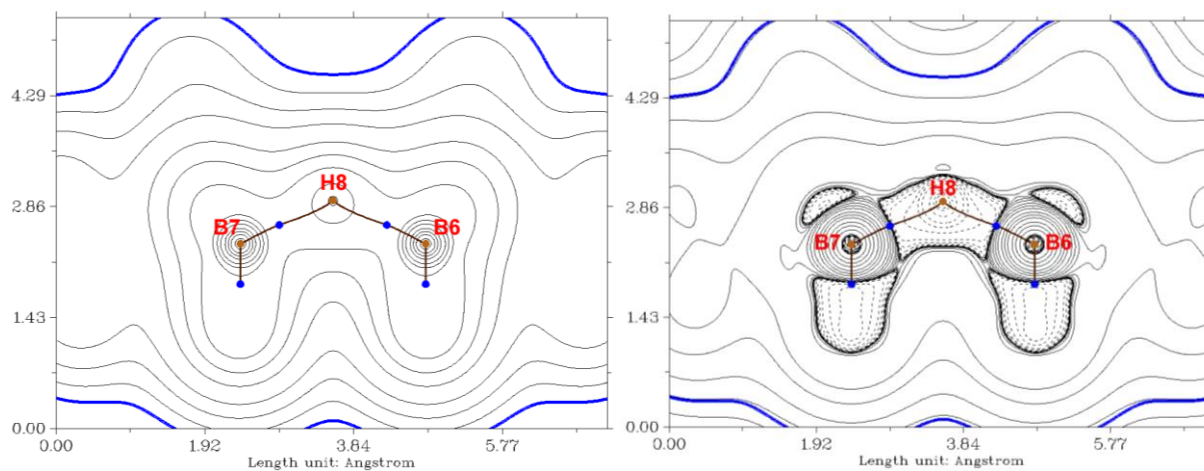 4.29
2.86
1.43
0.00
0.00
1.92
3.84
5.77
Length unit: Angstrom
H8
B7
B6
4.29
2.86
1.43
0.00
0.00
1.92
3.84
5.77
Length unit: Angstrom
H8
B7
B6